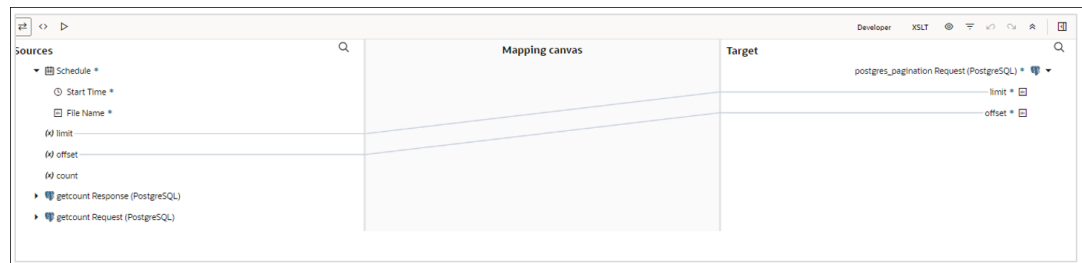 Developer XSLT
Sources Mapping canvas Target
Schedule * postgres_pagination Request (PostgreSQL) *
Start Time * limit *
File Name * offset *
(x) limit
(x) offset
(x) count
getcount Response (PostgreSQL)
getcount Request (PostgreSQL)